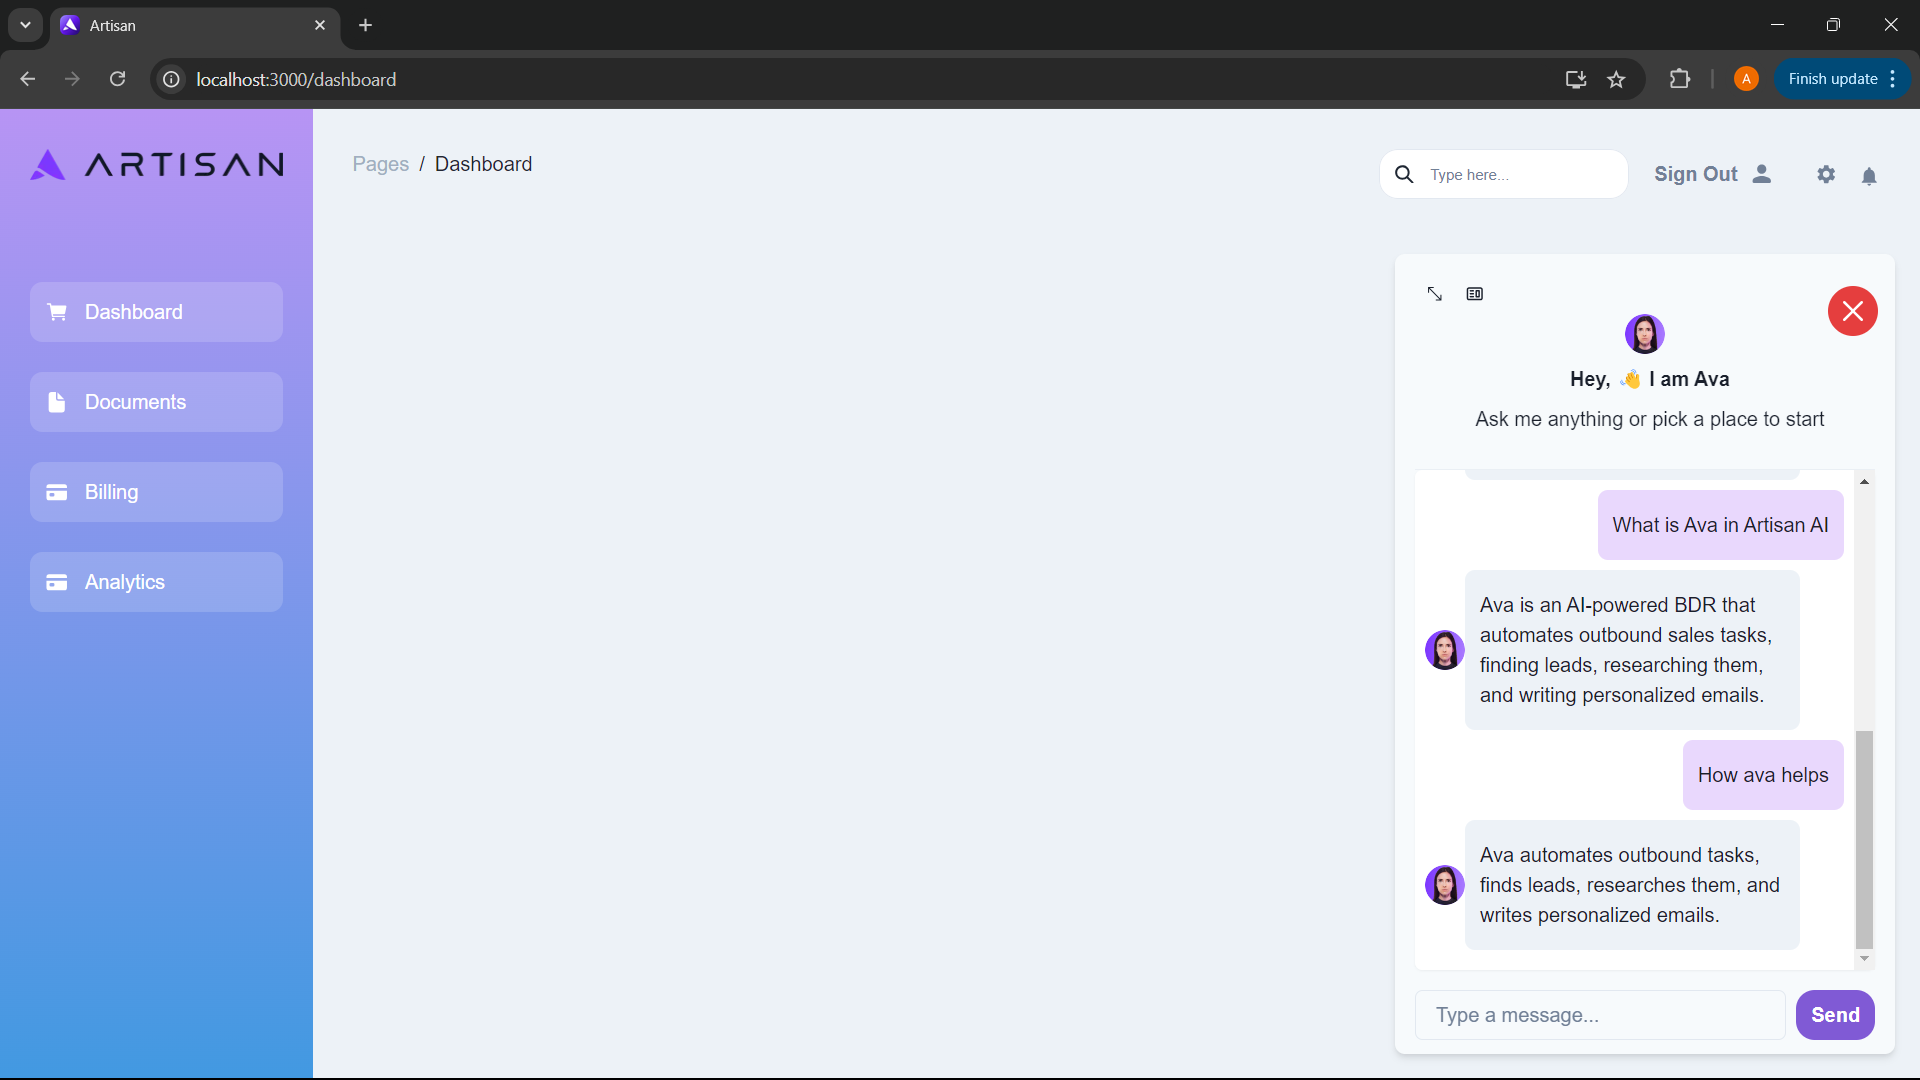 Artisan
localhost:3000/dashboard
A
Finish update
ARTISAN
Pages / Dashboard
Type here...
Sign Out
Dashboard
Documents
Billing
Analytics
Hey, 👋 I am Ava
Ask me anything or pick a place to start
What is Ava in Artisan AI
Ava is an AI-powered BDR that
automates outbound sales tasks,
finding leads, researching them,
and writing personalized emails.
How ava helps
Ava automates outbound tasks,
finds leads, researches them, and
writes personalized emails.
Type a message...
Send